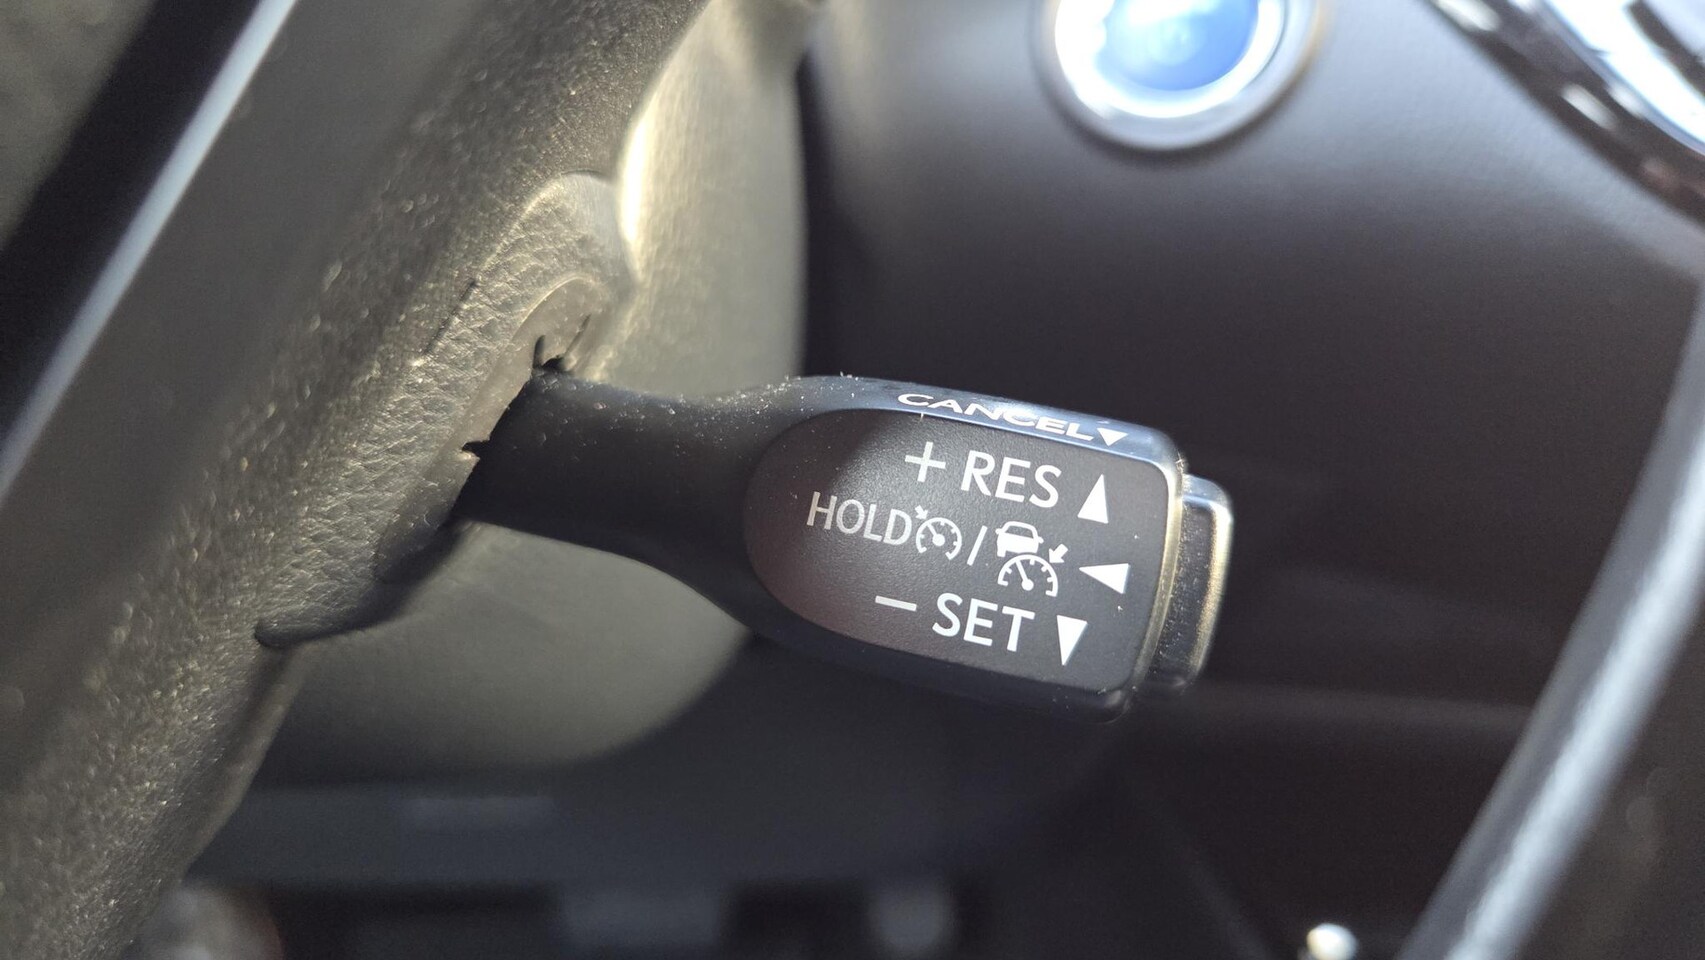 CANCEL▼
+ RES ▲
HOLD / ◀
− SET ▼